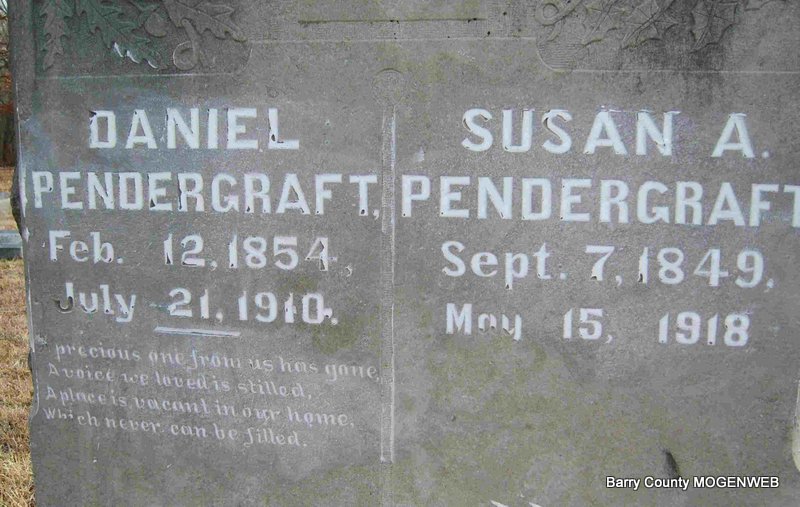 DANIEL
PENDERGRAFT,
Feb. 12, 1854,
July 21, 1910.
precious one from us has gone,
A voice we loved is stilled,
A place is vacant in our home,
Which never can be filled.
SUSAN A.
PENDERGRAFT
Sept. 7, 1849,
May 15, 1918
Barry County MOGENWEB